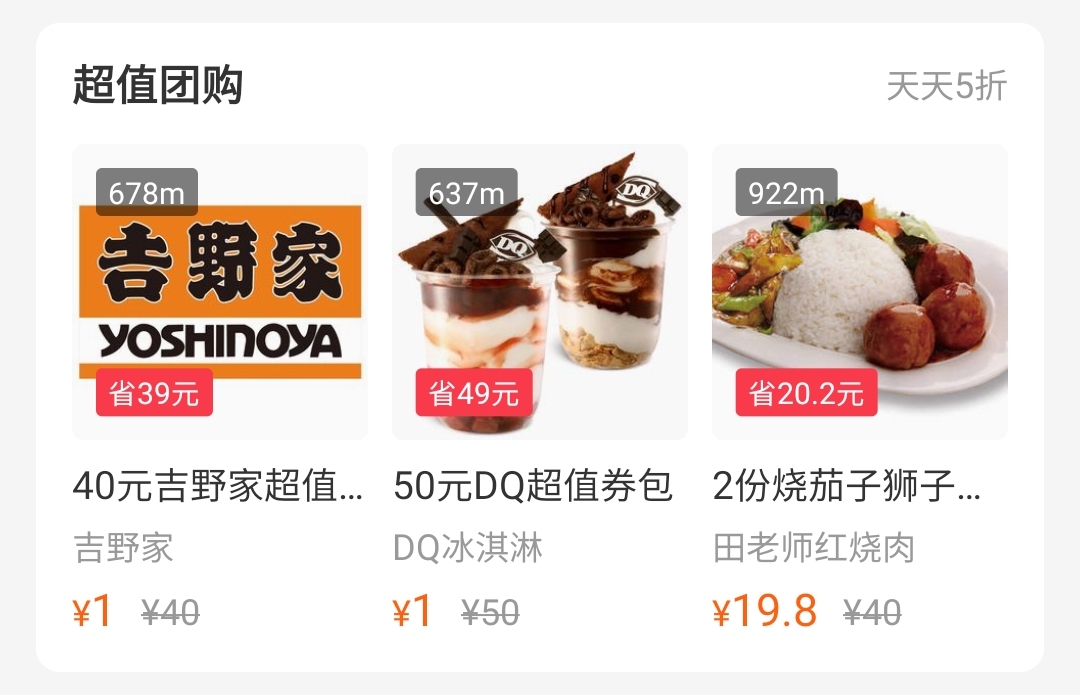 超值团购
天天5折
678m
吉野家
YOSHINOYA
省39元
40元吉野家超值...
吉野家
¥1 ¥40
637m
DQ
DQ
省49元
50元DQ超值券包
DQ冰淇淋
¥1 ¥50
922m
省20.2元
2份烧茄子狮子...
田老师红烧肉
¥19.8 ¥40